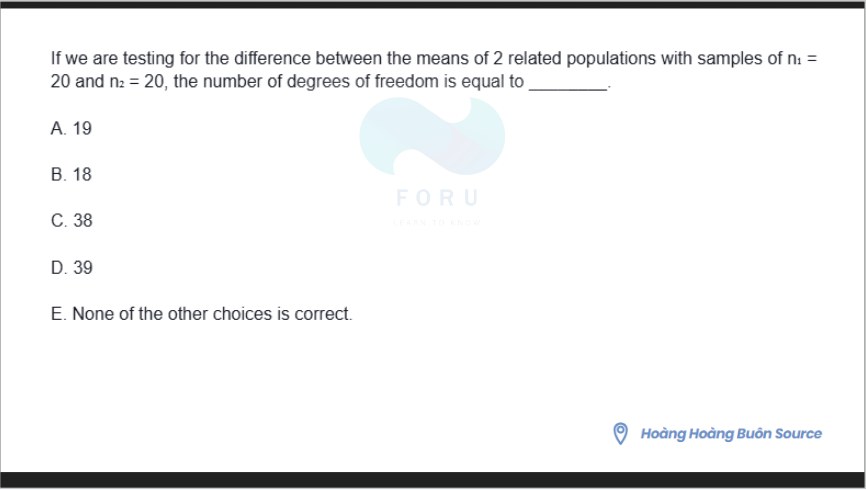 If we are testing for the difference between the means of 2 related populations with samples of n₁ =
20 and n₂ = 20, the number of degrees of freedom is equal to ________.
A. 19
B. 18
FORU
C. 38
D. 39
E. None of the other choices is correct.
Hoàng Hoàng Buôn Source